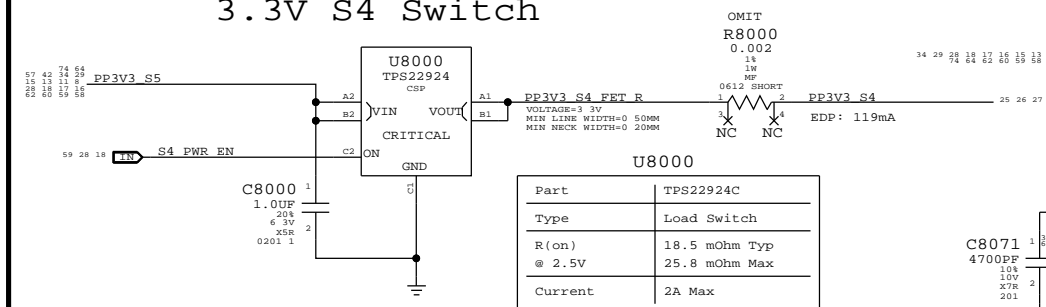 3.3V S4 Switch
74 64
57 42 34 29
15 13 11 8
28 18 17 16
62 60 59 58
PP3V3_S5
U8000
TPS22924
CSP
A2
B2
VIN
VOUT
A1
B1
CRITICAL
C2
ON
GND
C1
59 28 18
IN
S4_PWR_EN
C8000
1
1.0UF
20%
6 3V
X5R
0201 1
2
PP3V3_S4_FET_R
VOLTAGE=3 3V
MIN LINE WIDTH=0 50MM
MIN NECK WIDTH=0 20MM
OMIT
R8000
0.002
1%
1W
MF
0612 SHORT
1
2
3
4
NC
NC
PP3V3_S4
EDP: 119mA
34 29 28 18 17 16 15 13
74 64 62 60 59 58
25 26 27
U8000
Part TPS22924C
Type Load Switch
R(on) 18.5 mOhm Typ
@ 2.5V 25.8 mOhm Max
Current 2A Max
C8071
1
4700PF
10%
10V
X7R
201
2